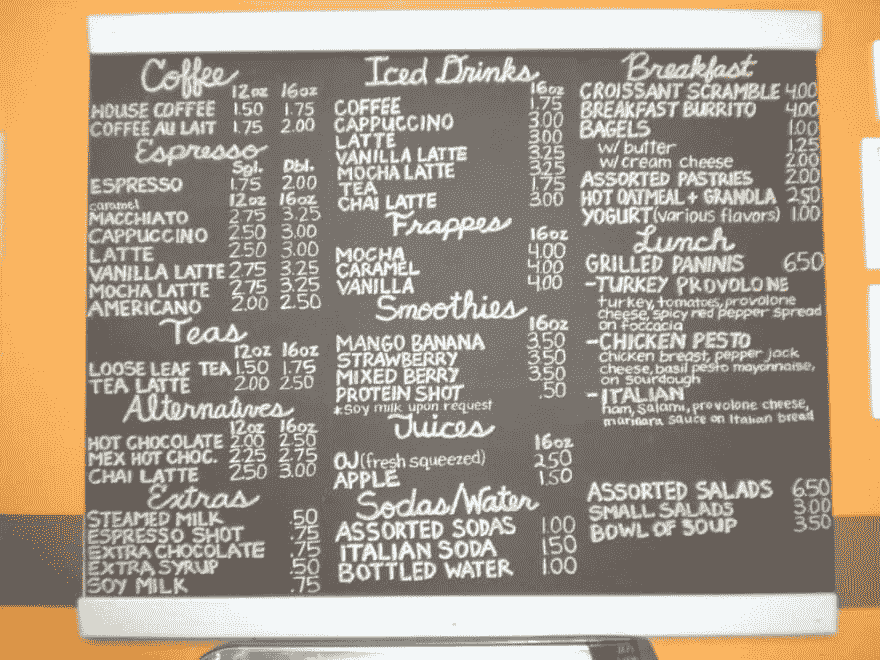 Coffee
12oz 16oz
HOUSE COFFEE 1.50 1.75
COFFEE AU LAIT 1.75 2.00
Espresso
Sgl. Dbl.
ESPRESSO 1.75 2.00
caramel 12oz 16oz
MACCHIATO 2.75 3.25
CAPPUCCINO 2.50 3.00
LATTE 2.50 3.00
VANILLA LATTE 2.75 3.25
MOCHA LATTE 2.75 3.25
AMERICANO 2.00 2.50
Teas
12oz 16oz
LOOSE LEAF TEA 1.50 1.75
TEA LATTE 2.00 2.50
Alternatives
12oz 16oz
HOT CHOCOLATE 2.00 2.50
MEX HOT CHOC. 2.25 2.75
CHAI LATTE 2.50 3.00
Extras
STEAMED MILK .50
ESPRESSO SHOT .75
EXTRA CHOCOLATE .75
EXTRA SYRUP .50
SOY MILK .75
Iced Drinks
16oz
COFFEE 1.75
CAPPUCCINO 3.00
LATTE 3.00
VANILLA LATTE 3.25
MOCHA LATTE 3.25
TEA 1.75
CHAI LATTE 3.00
Frappes
16oz
MOCHA 4.00
CARAMEL 4.00
VANILLA 4.00
Smoothies
16oz
MANGO BANANA 3.50
STRAWBERRY 3.50
MIXED BERRY 3.50
PROTEIN SHOT .50
*soy milk upon request
Juices
16oz
OJ (fresh squeezed) 2.50
APPLE 1.50
Sodas/Water
ASSORTED SODAS 1.00
ITALIAN SODA 1.50
BOTTLED WATER 1.00
Breakfast
CROISSANT SCRAMBLE 4.00
BREAKFAST BURRITO 4.00
BAGELS 1.00
w/ butter 1.25
w/ cream cheese 2.00
ASSORTED PASTRIES 2.00
HOT OATMEAL + GRANOLA 2.50
YOGURT (various flavors) 1.00
Lunch
GRILLED PANINIS 6.50
-TURKEY PROVOLONE
turkey, tomatoes, provolone
cheese, spicy red pepper spread
on foccacia
-CHICKEN PESTO
chicken breast, pepper jack
cheese, basil pesto mayonnaise,
on sourdough
-ITALIAN
ham, salami, provolone cheese,
marinara sauce on Italian bread
ASSORTED SALADS 6.50
SMALL SALADS 3.00
BOWL OF SOUP 3.50